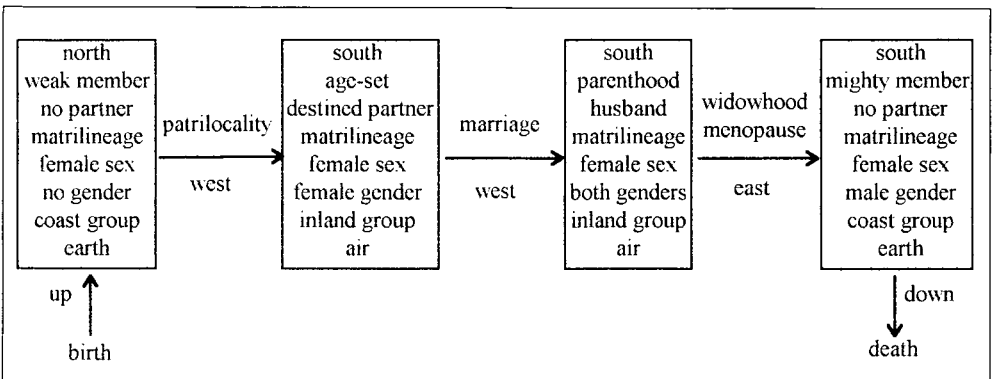 north
weak member
no partner
matrilineage
female sex
no gender
coast group
earth
patrilocality
west
south
age-set
destined partner
matrilineage
female sex
female gender
inland group
air
marriage
west
south
parenthood
husband
matrilineage
female sex
both genders
inland group
air
widowhood
menopause
east
south
mighty member
no partner
matrilineage
female sex
male gender
coast group
earth
up
birth
down
death